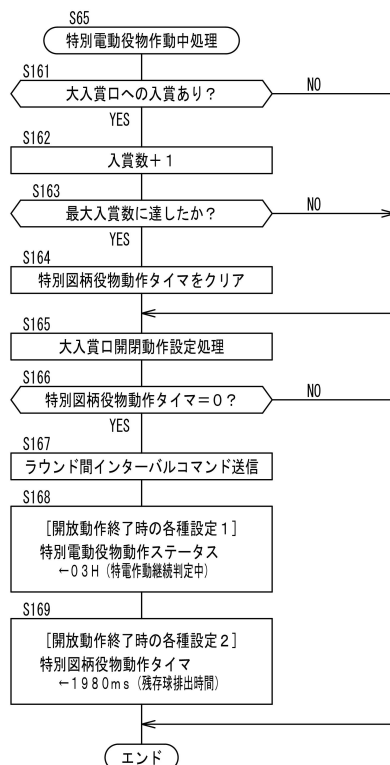 S65
特別電動役物作動中処理
S161
大入賞口への入賞あり？
NO
YES
S162
入賞数＋１
S163
最大入賞数に達したか？
NO
YES
S164
特別図柄役物動作タイマをクリア
S165
大入賞口開閉動作設定処理
S166
特別図柄役物動作タイマ＝０？
NO
YES
S167
ラウンド間インターバルコマンド送信
S168
［開放動作終了時の各種設定１］
特別電動役物動作ステータス
←０３Ｈ（特電作動継続判定中）
S169
［開放動作終了時の各種設定２］
特別図柄役物動作タイマ
←１９８０ｍｓ（残存球排出時間）
エンド